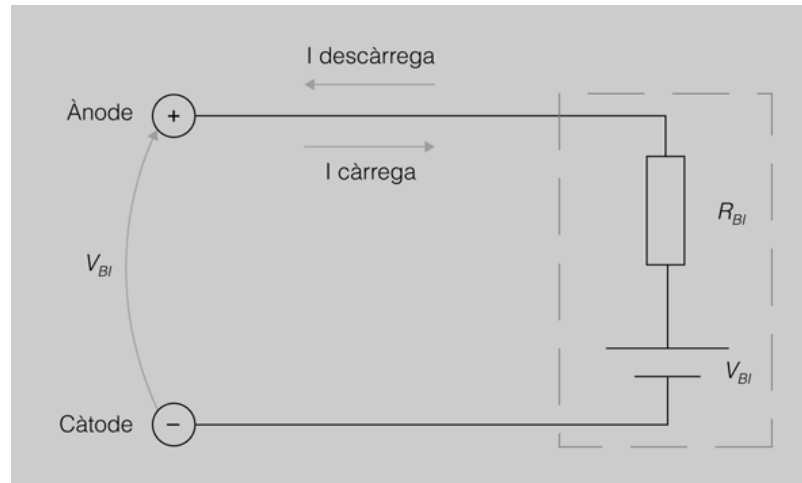 I descàrrega
Ànode
+
I càrrega
R_BI
V_BI
V_BI
Càtode
−